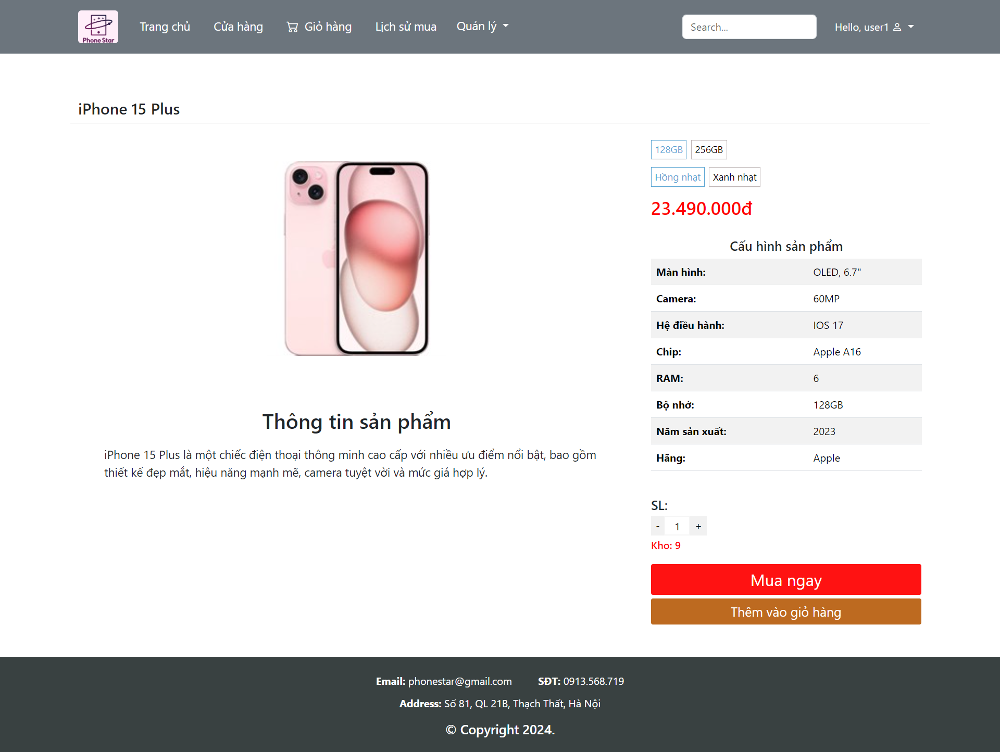 Phone Star
Trang chủ
Cửa hàng
Giỏ hàng
Lịch sử mua
Quản lý
Search...
Hello, user1
iPhone 15 Plus
128GB
256GB
Hồng nhạt
Xanh nhạt
23.490.000đ
Cấu hình sản phẩm
Màn hình: OLED, 6.7"
Camera: 60MP
Hệ điều hành: IOS 17
Chip: Apple A16
RAM: 6
Bộ nhớ: 128GB
Năm sản xuất: 2023
Hãng: Apple
Thông tin sản phẩm
iPhone 15 Plus là một chiếc điện thoại thông minh cao cấp với nhiều ưu điểm nổi bật, bao gồm
thiết kế đẹp mắt, hiệu năng mạnh mẽ, camera tuyệt vời và mức giá hợp lý.
SL:
- 1 +
Kho: 9
Mua ngay
Thêm vào giỏ hàng
Email: phonestar@gmail.com SĐT: 0913.568.719
Address: Số 81, QL 21B, Thạch Thất, Hà Nội
© Copyright 2024.